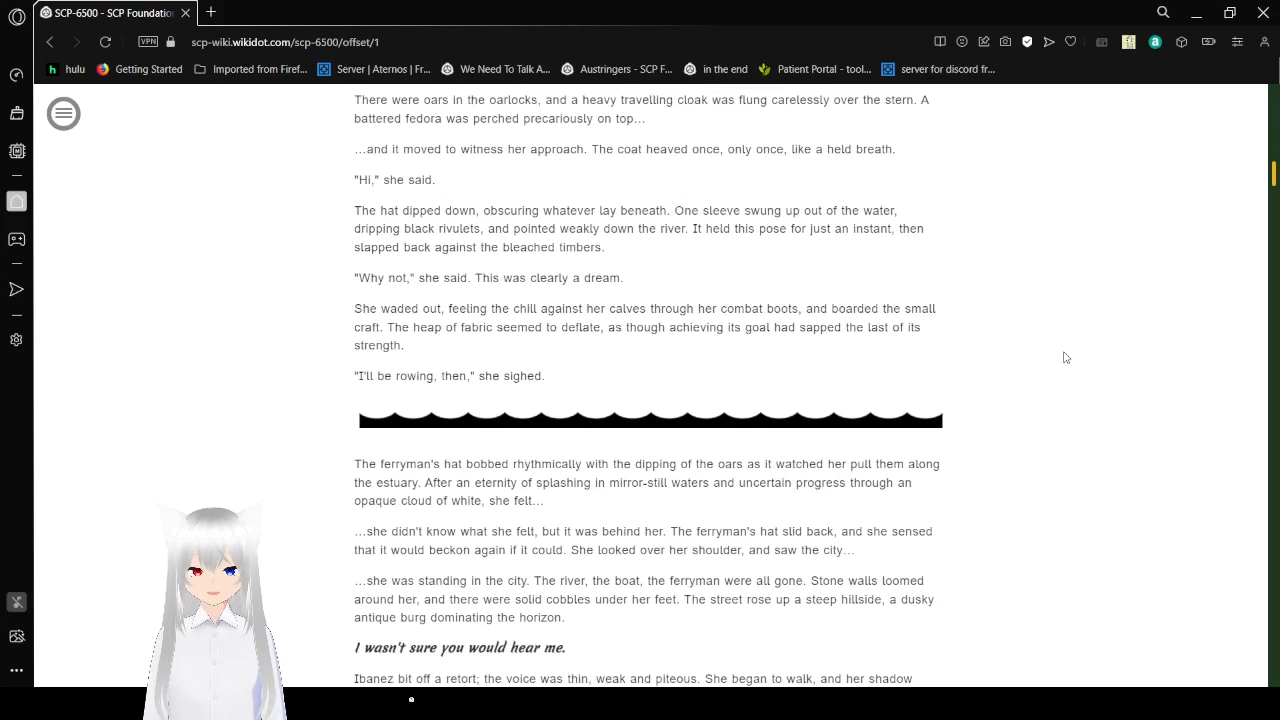 SCP-6500 - SCP Foundatio
scp-wiki.wikidot.com/scp-6500/offset/1
VPN
hulu
Getting Started
Imported from Firef...
Server | Aternos | Fr...
We Need To Talk A...
Austringers - SCP F...
in the end
Patient Portal - tool...
server for discord fr...
There were oars in the oarlocks, and a heavy travelling cloak was flung carelessly over the stern. A
battered fedora was perched precariously on top…
…and it moved to witness her approach. The coat heaved once, only once, like a held breath.
"Hi," she said.
The hat dipped down, obscuring whatever lay beneath. One sleeve swung up out of the water,
dripping black rivulets, and pointed weakly down the river. It held this pose for just an instant, then
slapped back against the bleached timbers.
"Why not," she said. This was clearly a dream.
She waded out, feeling the chill against her calves through her combat boots, and boarded the small
craft. The heap of fabric seemed to deflate, as though achieving its goal had sapped the last of its
strength.
"I'll be rowing, then," she sighed.
The ferryman's hat bobbed rhythmically with the dipping of the oars as it watched her pull them along
the estuary. After an eternity of splashing in mirror-still waters and uncertain progress through an
opaque cloud of white, she felt…
…she didn't know what she felt, but it was behind her. The ferryman's hat slid back, and she sensed
that it would beckon again if it could. She looked over her shoulder, and saw the city…
…she was standing in the city. The river, the boat, the ferryman were all gone. Stone walls loomed
around her, and there were solid cobbles under her feet. The street rose up a steep hillside, a dusky
antique burg dominating the horizon.
I wasn't sure you would hear me.
Ibanez bit off a retort; the voice was thin, weak and piteous. She began to walk, and her shadow